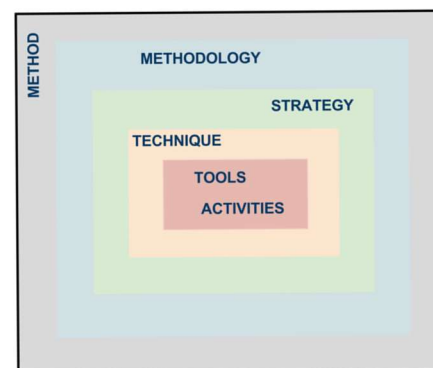 METHOD
METHODOLOGY
STRATEGY
TECHNIQUE
TOOLS
ACTIVITIES